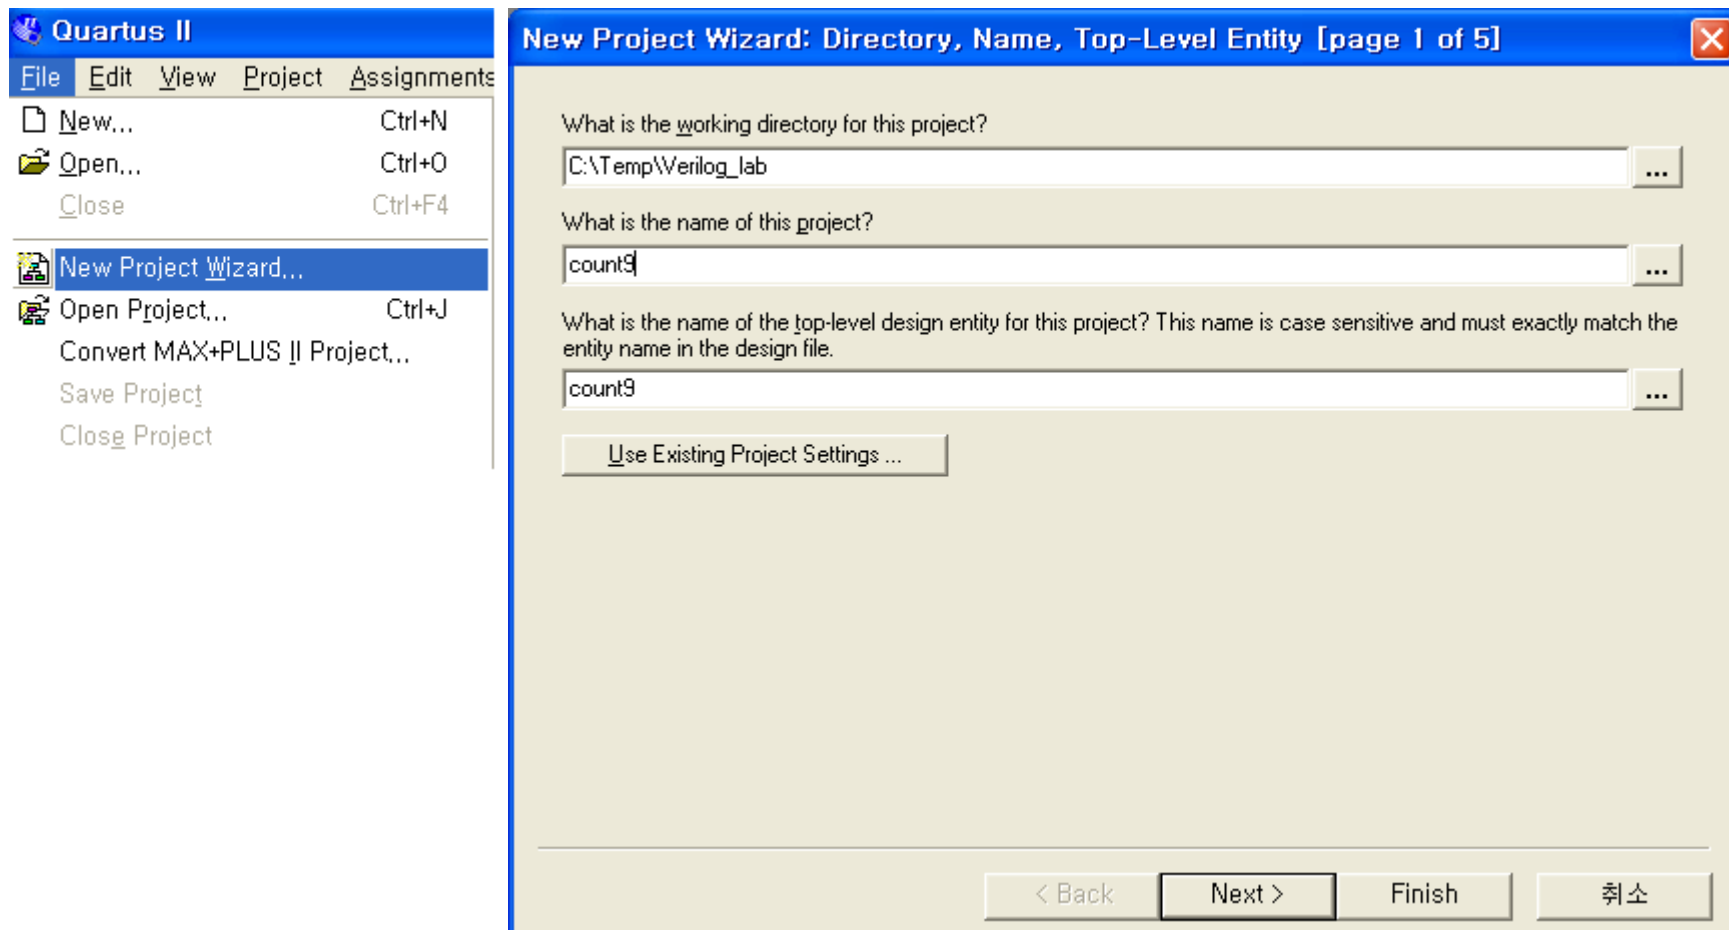 Quartus II
File Edit View Project Assignments
New... Ctrl+N
Open... Ctrl+O
Close Ctrl+F4
New Project Wizard...
Open Project... Ctrl+J
Convert MAX+PLUS II Project...
Save Project
Close Project
New Project Wizard: Directory, Name, Top-Level Entity [page 1 of 5]
What is the working directory for this project?
C:\Temp\Verilog_lab
...
What is the name of this project?
count9
...
What is the name of the top-level design entity for this project? This name is case sensitive and must exactly match the
entity name in the design file.
count9
...
Use Existing Project Settings ...
< Back Next > Finish 취소